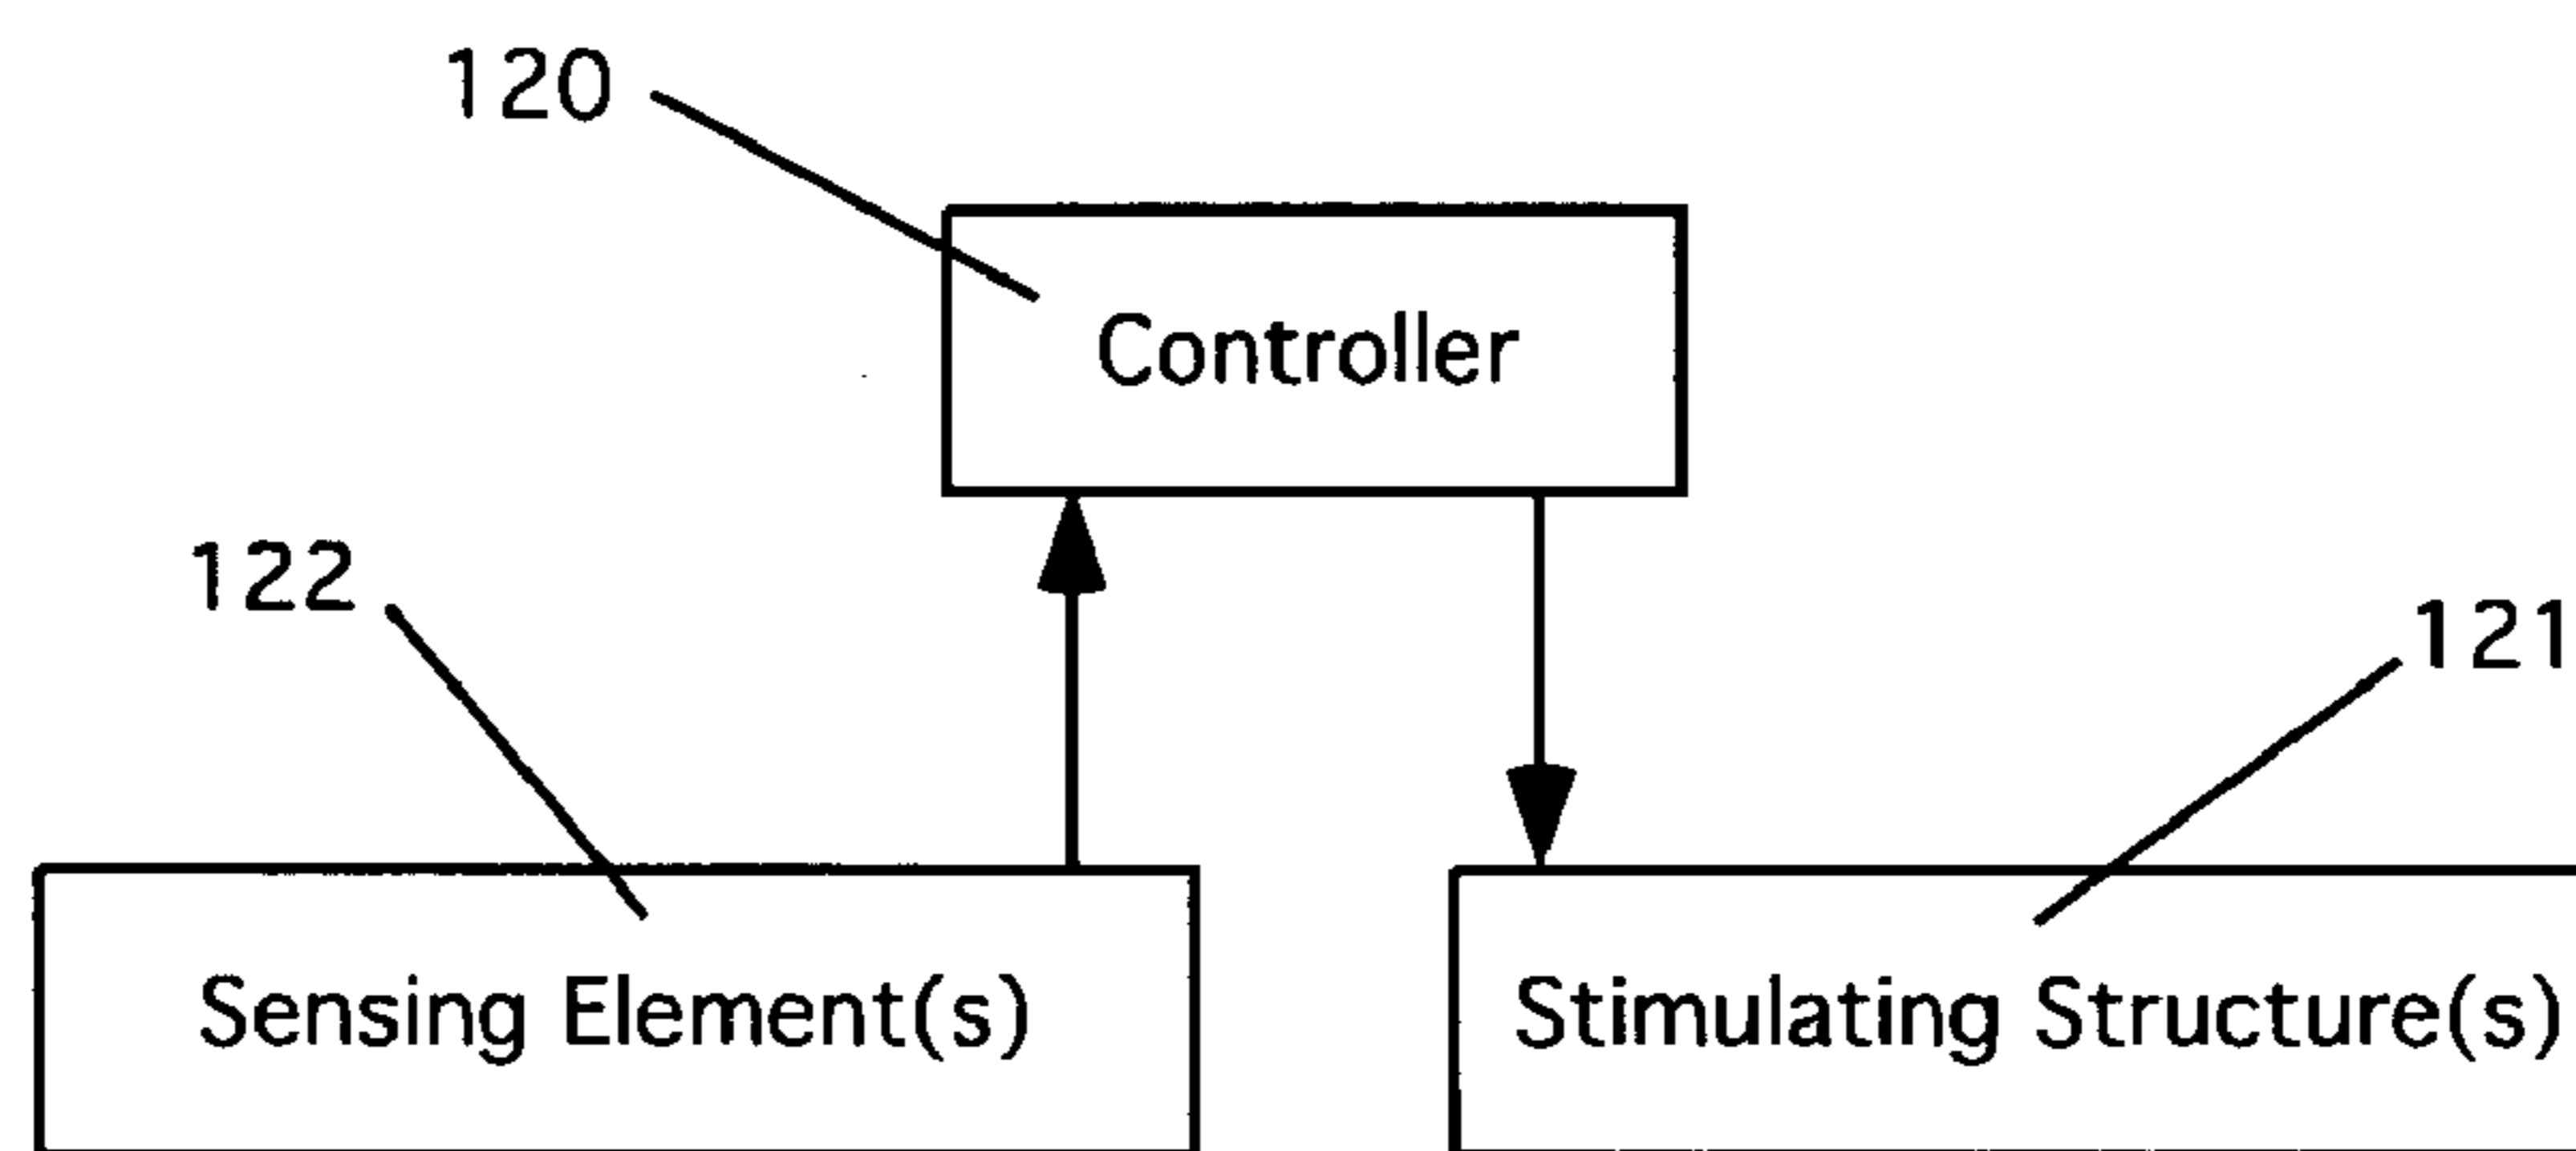 120
Controller
122
121
Sensing Element(s)
Stimulating Structure(s)